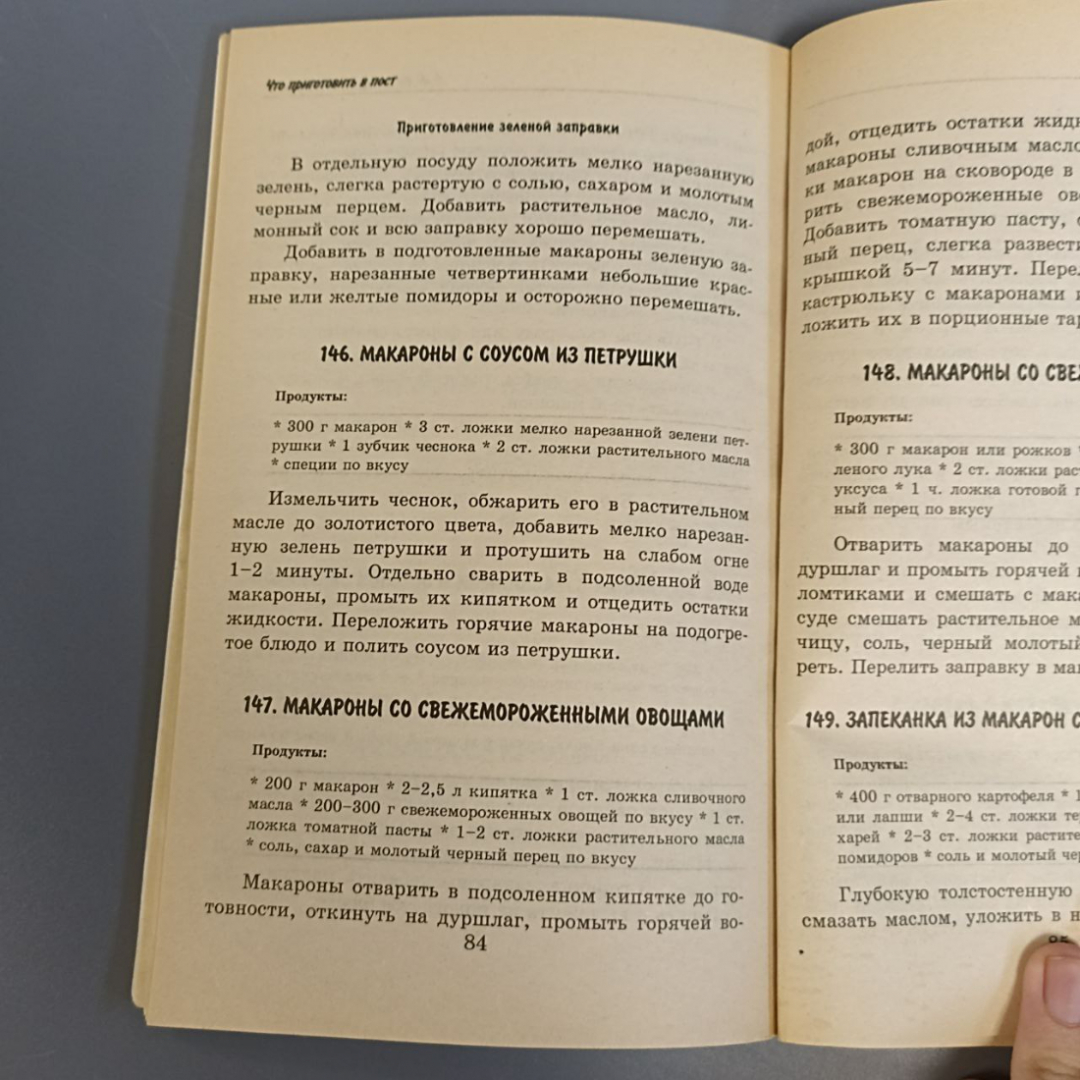 Что приготовить в пост
Приготовление зеленой заправки
В отдельную посуду положить мелко нарезанную
зелень, слегка растертую с солью, сахаром и молотым
черным перцем. Добавить растительное масло, ли-
монный сок и всю заправку хорошо перемешать.
Добавить в подготовленные макароны зеленую за-
правку, нарезанные четвертинками небольшие крас-
ные или желтые помидоры и осторожно перемешать.
146. МАКАРОНЫ С СОУСОМ ИЗ ПЕТРУШКИ
Продукты:
* 300 г макарон * 3 ст. ложки мелко нарезанной зелени пет-
рушки * 1 зубчик чеснока * 2 ст. ложки растительного масла
* специи по вкусу
Измельчить чеснок, обжарить его в растительном
масле до золотистого цвета, добавить мелко нарезан-
ную зелень петрушки и протушить на слабом огне
1–2 минуты. Отдельно сварить в подсоленной воде
макароны, промыть их кипятком и отцедить остатки
жидкости. Переложить горячие макароны на подогре-
тое блюдо и полить соусом из петрушки.
147. МАКАРОНЫ СО СВЕЖЕМОРОЖЕННЫМИ ОВОЩАМИ
Продукты:
* 200 г макарон * 2–2,5 л кипятка * 1 ст. ложка сливочного
масла * 200–300 г свежемороженных овощей по вкусу * 1 ст.
ложка томатной пасты * 1–2 ст. ложки растительного масла
* соль, сахар и молотый черный перец по вкусу
Макароны отварить в подсоленном кипятке до го-
товности, откинуть на дуршлаг, промыть горячей во-
84
дой, отцедить остатки жидк
макароны сливочным масло
ки макарон на сковороде в
рить свежемороженные ов
Добавить томатную пасту, с
ный перец, слегка развест
крышкой 5–7 минут. Пере
кастрюльку с макаронами и
ложить их в порционные тар
148. МАКАРОНЫ СО СВЕЖ
Продукты:
* 300 г макарон или рожков
леного лука * 2 ст. ложки рас
уксуса * 1 ч. ложка готовой г
ный перец по вкусу
Отварить макароны до
дуршлаг и промыть горячей
ломтиками и смешать с мака
суде смешать растительное м
чицу, соль, черный молотый
реть. Перелить заправку в мак
149. ЗАПЕКАНКА ИЗ МАКАРОН С
Продукты:
* 400 г отварного картофеля * 1
или лапши * 2–4 ст. ложки те
харей * 2–3 ст. ложки растите
помидоров * соль и молотый че
Глубокую толстостенную
смазать маслом, уложить в н